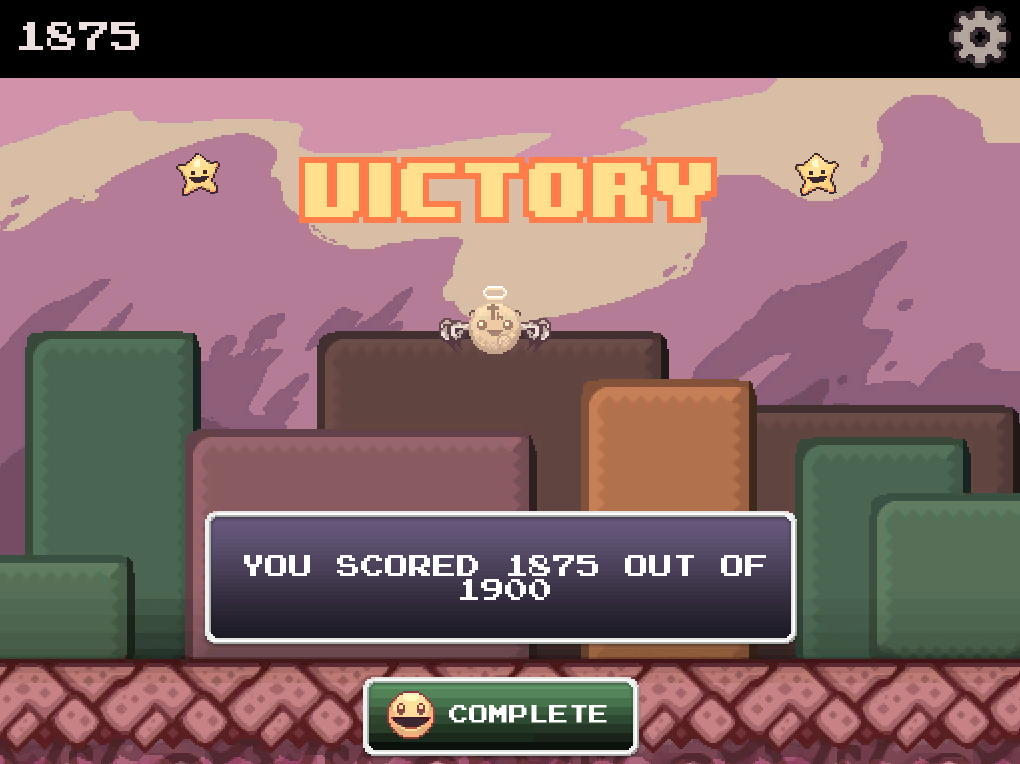 1875
VICTORY
YOU SCORED 1875 OUT OF
1900
COMPLETE